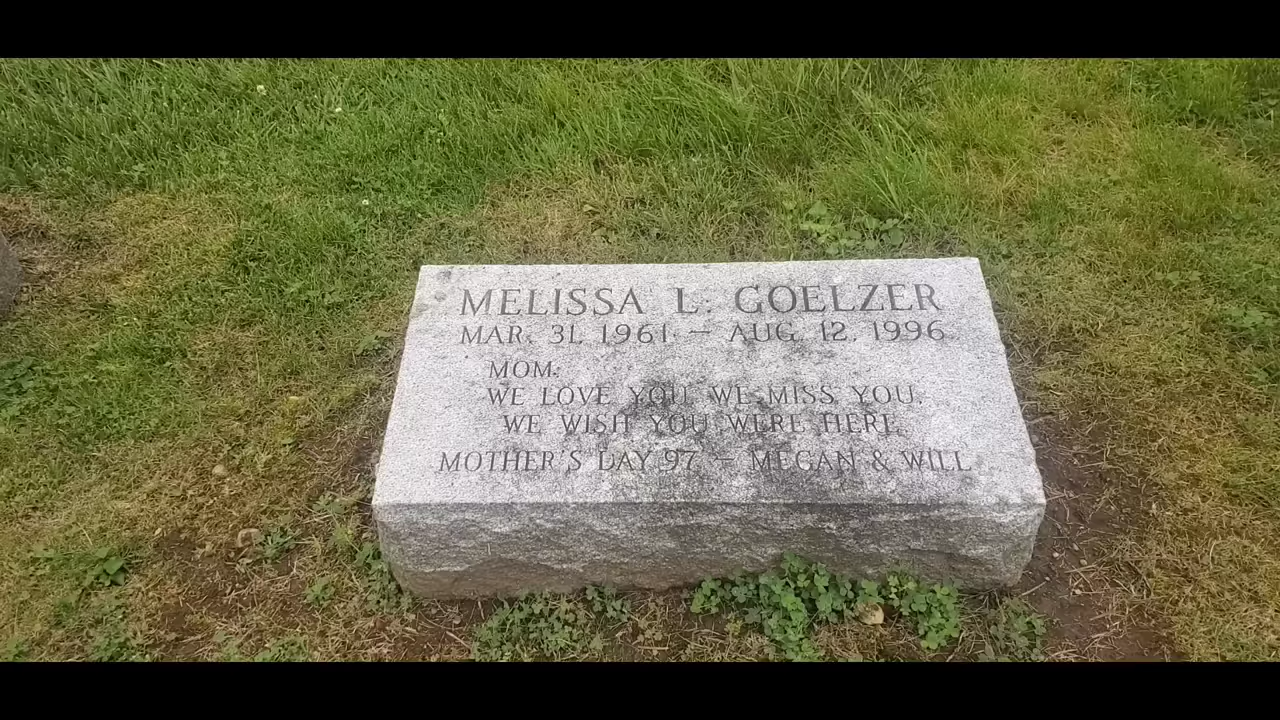 MELISSA L. GOELZER
MAR. 31, 1961 – AUG. 12, 1996
MOM:
WE LOVE YOU, WE MISS YOU,
WE WISH YOU WERE HERE.
MOTHER'S DAY 97 – MEGAN & WILL